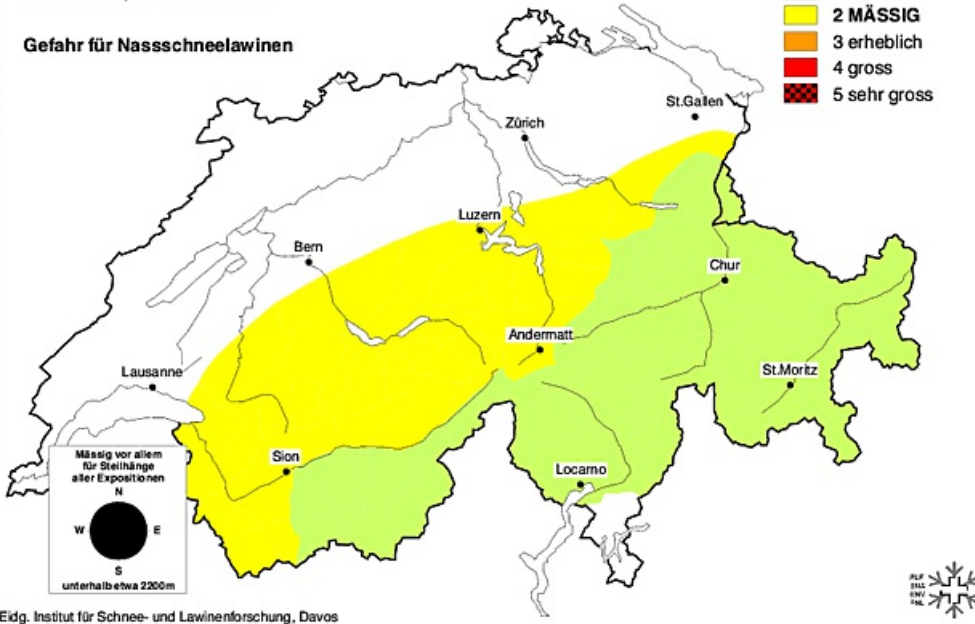 Gefahr für Nassschneelawinen
2 MÄSSIG
3 erheblich
4 gross
5 sehr gross
St.Gallen
Zürich
Luzern
Bern
Chur
Andermatt
Lausanne
St.Moritz
Sion
Locarno
Mässig vor allem
für Steilhänge
aller Expositionen
N
W E
S
unterhalb etwa 2200m
Eidg. Institut für Schnee- und Lawinenforschung, Davos